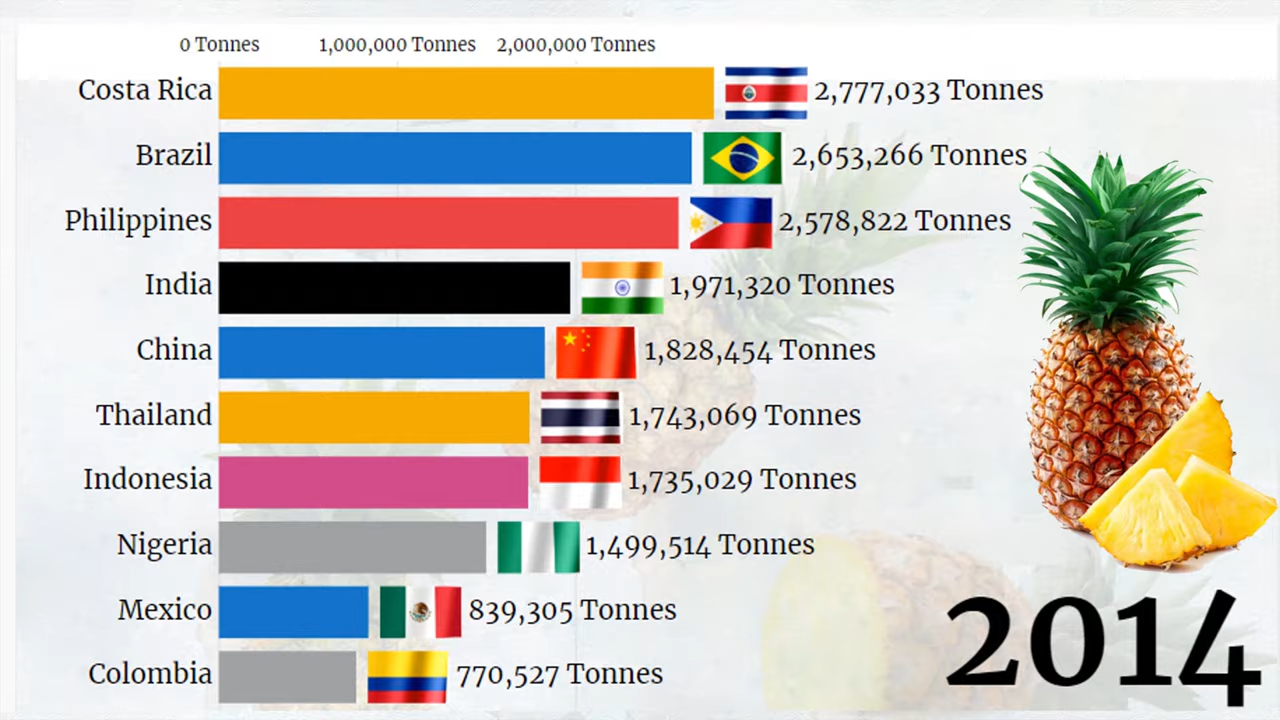 0 Tonnes 1,000,000 Tonnes 2,000,000 Tonnes
Costa Rica 2,777,033 Tonnes
Brazil 2,653,266 Tonnes
Philippines 2,578,822 Tonnes
India 1,971,320 Tonnes
China 1,828,454 Tonnes
Thailand 1,743,069 Tonnes
Indonesia 1,735,029 Tonnes
Nigeria 1,499,514 Tonnes
Mexico 839,305 Tonnes
Colombia 770,527 Tonnes
2014